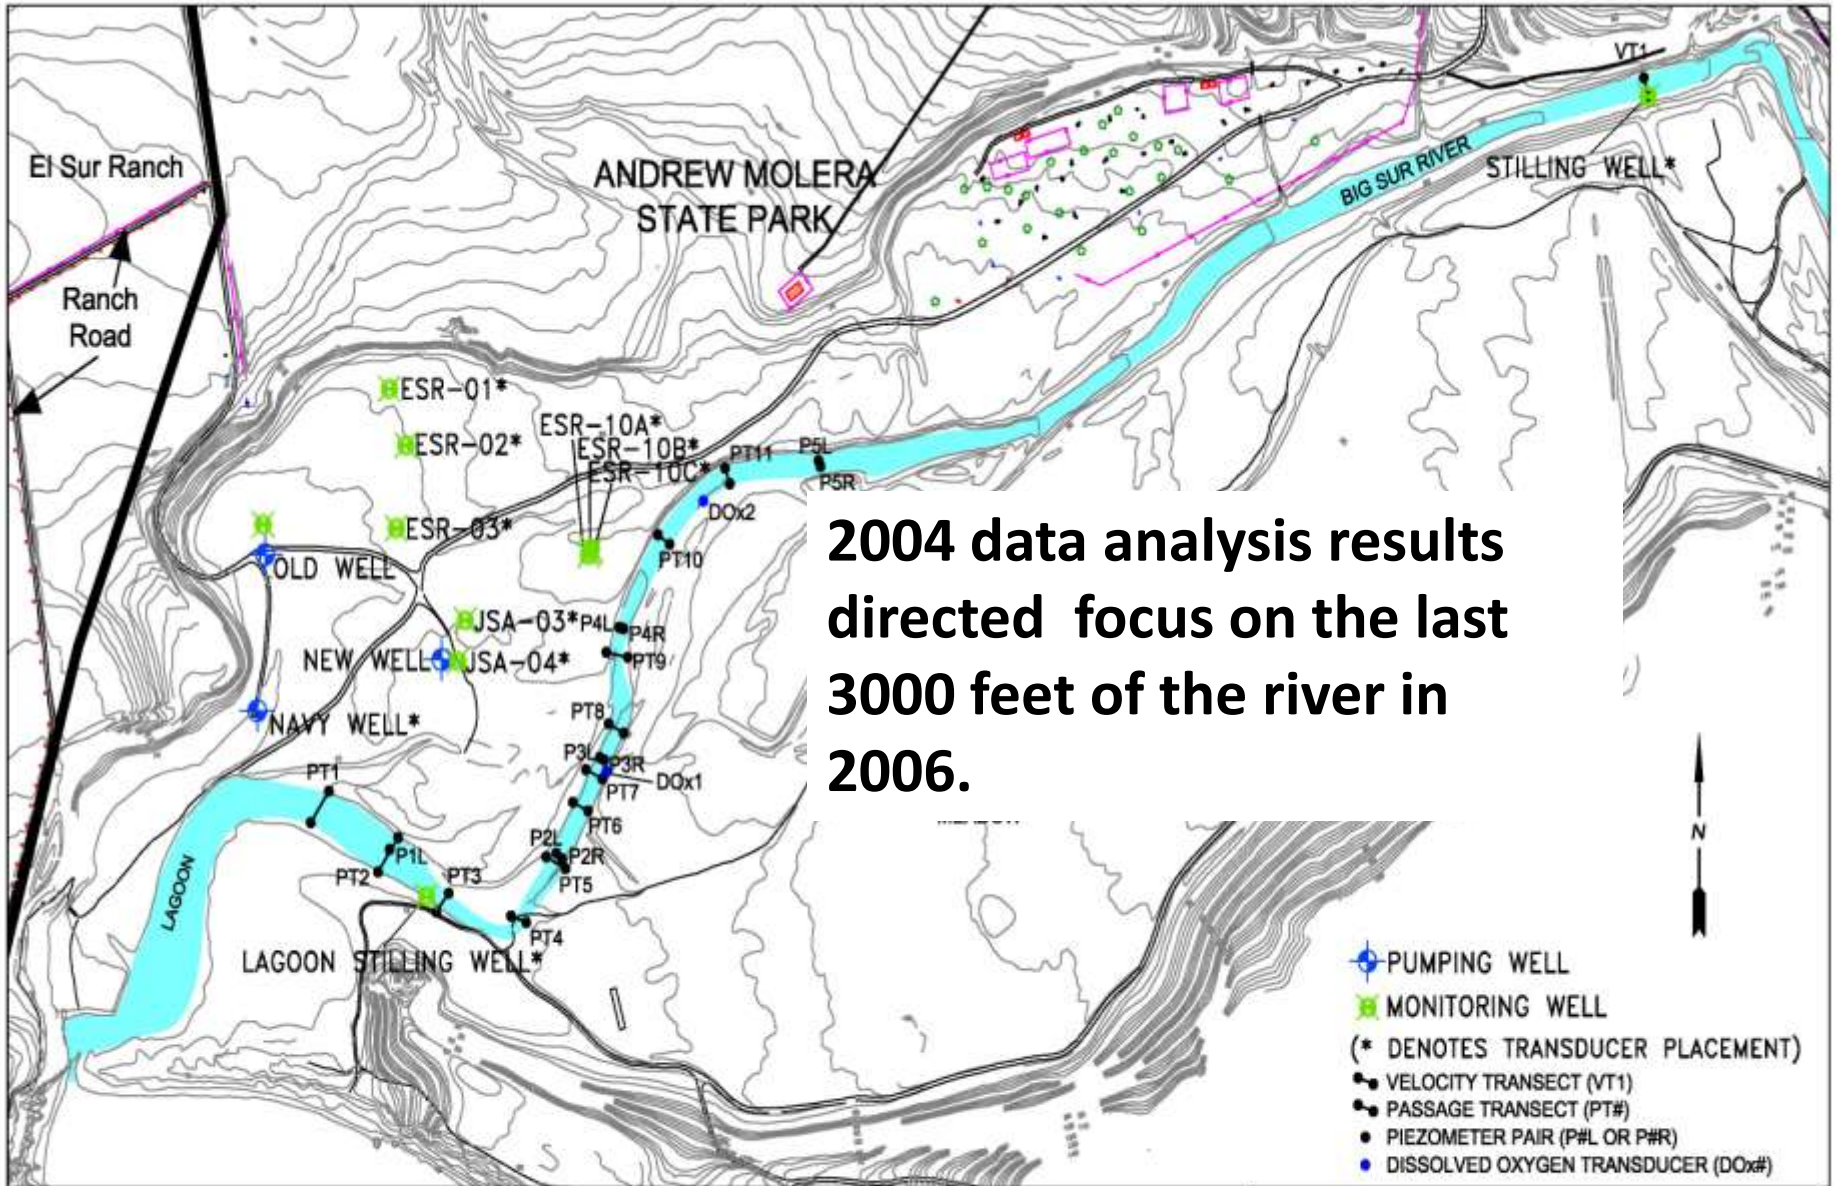 VT1
El Sur Ranch
ANDREW MOLERA
STATE PARK
BIG SUR RIVER
STILLING WELL*
Ranch
Road
ESR-01*
ESR-02*
ESR-10A*
ESR-10B*
ESR-10C*
PT11
P5L
P5R
DOx2
ESR-03*
PT10
OLD WELL
JSA-03*
P4L
P4R
NEW WELL
JSA-04*
PT9
NAVY WELL*
PT8
P3L
P3R
DOx1
PT7
PT1
PT6
P2L
P2R
P1L
PT2
PT3
PT5
LAGOON
PT4
LAGOON STILLING WELL*
2004 data analysis results
directed focus on the last
3000 feet of the river in
2006.
N
PUMPING WELL
MONITORING WELL
(* DENOTES TRANSDUCER PLACEMENT)
VELOCITY TRANSECT (VT1)
PASSAGE TRANSECT (PT#)
PIEZOMETER PAIR (P#L OR P#R)
DISSOLVED OXYGEN TRANSDUCER (DOx#)